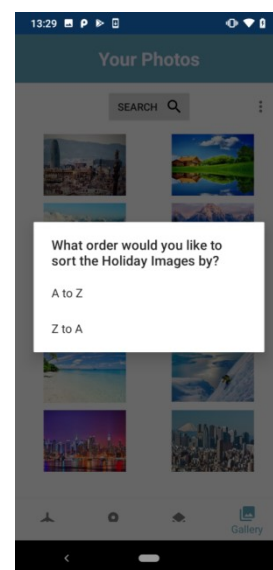 13:29
Your Photos
SEARCH
What order would you like to
sort the Holiday Images by?
A to Z
Z to A
Gallery